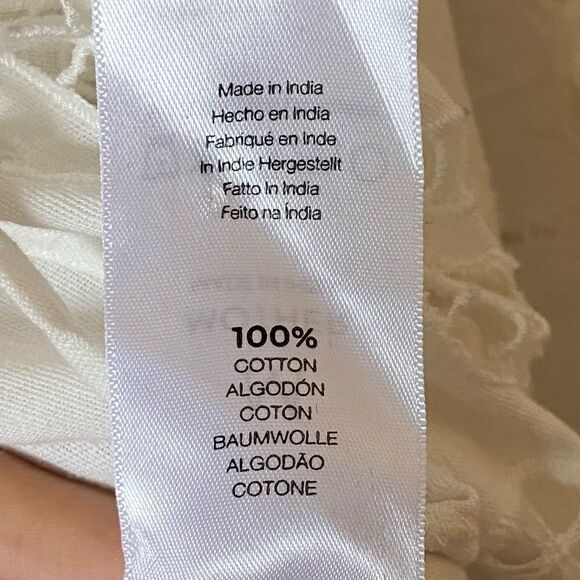 Made in India
Hecho en India
Fabriqué en Inde
In Indie Hergestellt
Fatto In India
Feito na Índia
100%
COTTON
ALGODÓN
COTON
BAUMWOLLE
ALGODÃO
COTONE